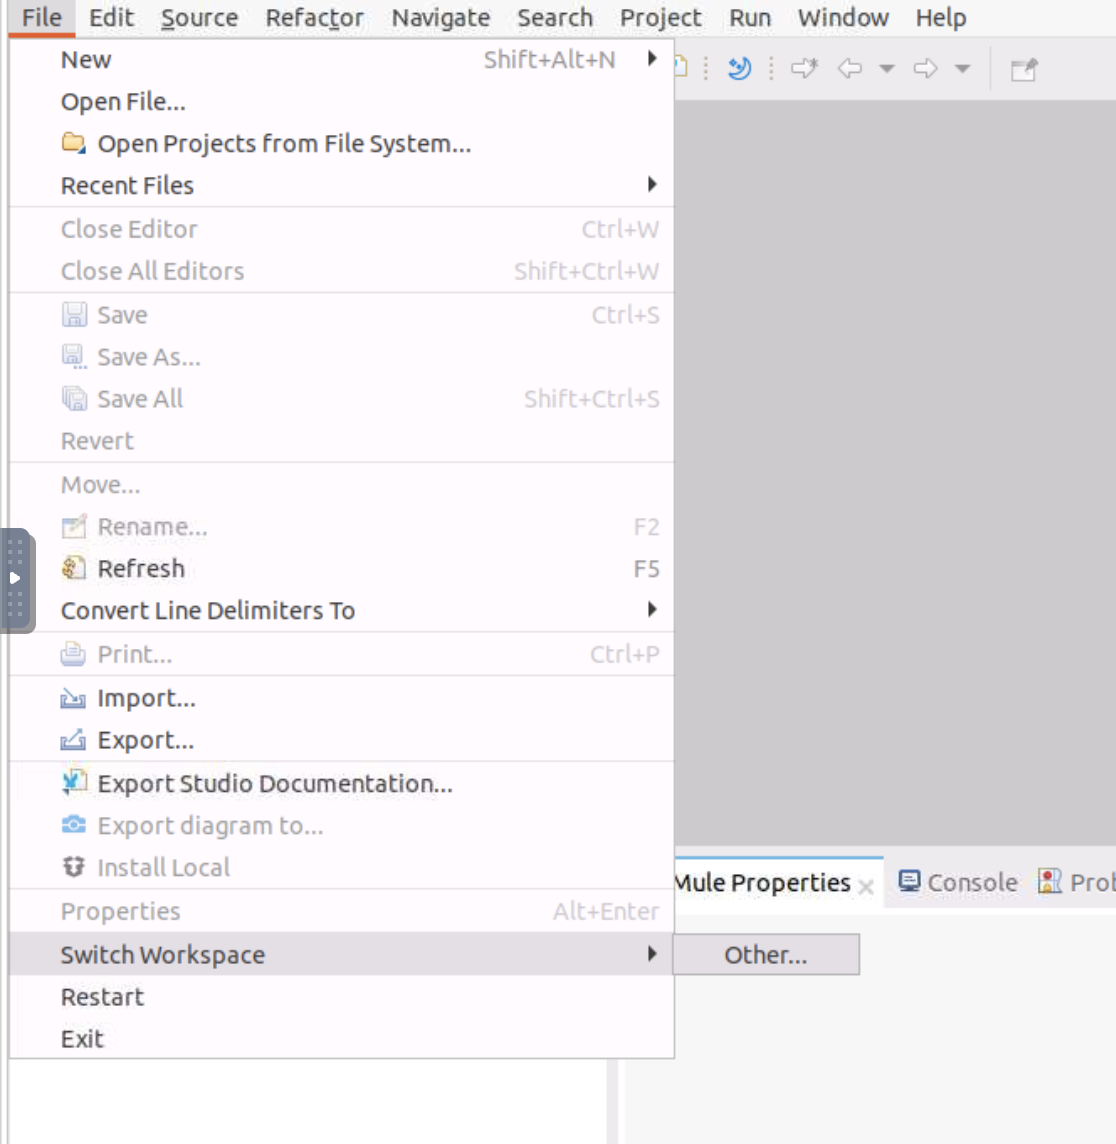 File Edit Source Refactor Navigate Search Project Run Window Help
New Shift+Alt+N
Open File...
Open Projects from File System...
Recent Files
Close Editor Ctrl+W
Close All Editors Shift+Ctrl+W
Save Ctrl+S
Save As...
Save All Shift+Ctrl+S
Revert
Move...
Rename... F2
Refresh F5
Convert Line Delimiters To
Print... Ctrl+P
Import...
Export...
Export Studio Documentation...
Export diagram to...
Install Local
Mule Properties Console Prob
Properties Alt+Enter
Switch Workspace Other...
Restart
Exit